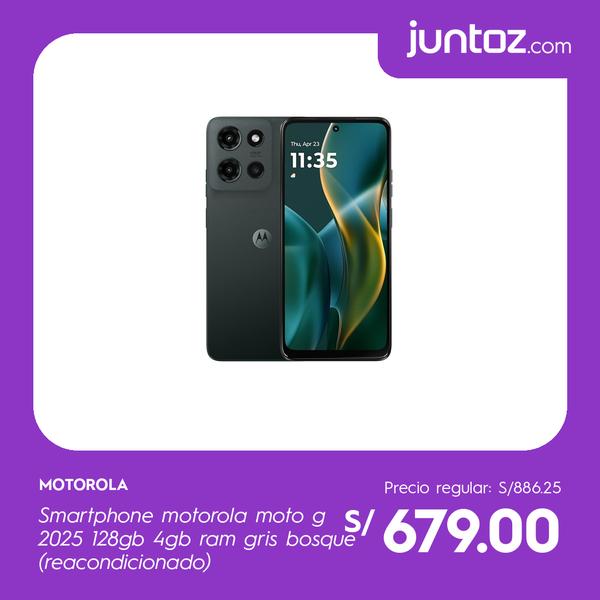 juntoz.com
Thu, Apr 23
11:35
MOTOROLA
Smartphone motorola moto g
2025 128gb 4gb ram gris bosque
(reacondicionado)
Precio regular: S/886.25
S/ 679.00